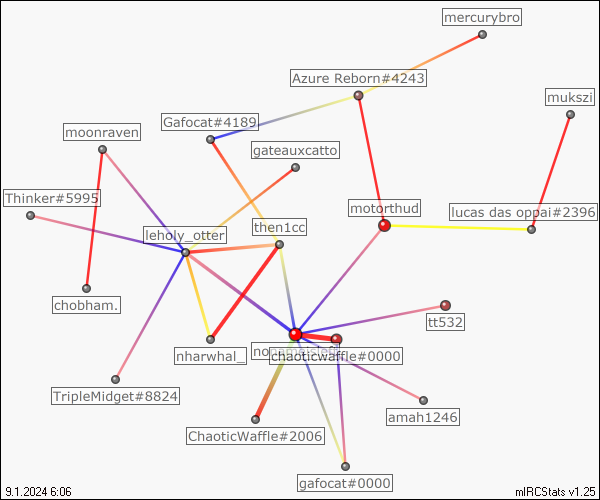 mercurybro
Azure Reborn#4243
mukszi
Gafocat#4189
moonraven
gateauxcatto
Thinker#5995
motorthud
lucas das oppai#2396
leholy_otter
then1cc
chobham.
tt532
nharwhal_
chaoticwaffle#0000
TripleMidget#8824
amah1246
ChaoticWaffle#2006
gafocat#0000
9.1.2024 6:06
mIRCStats v1.25